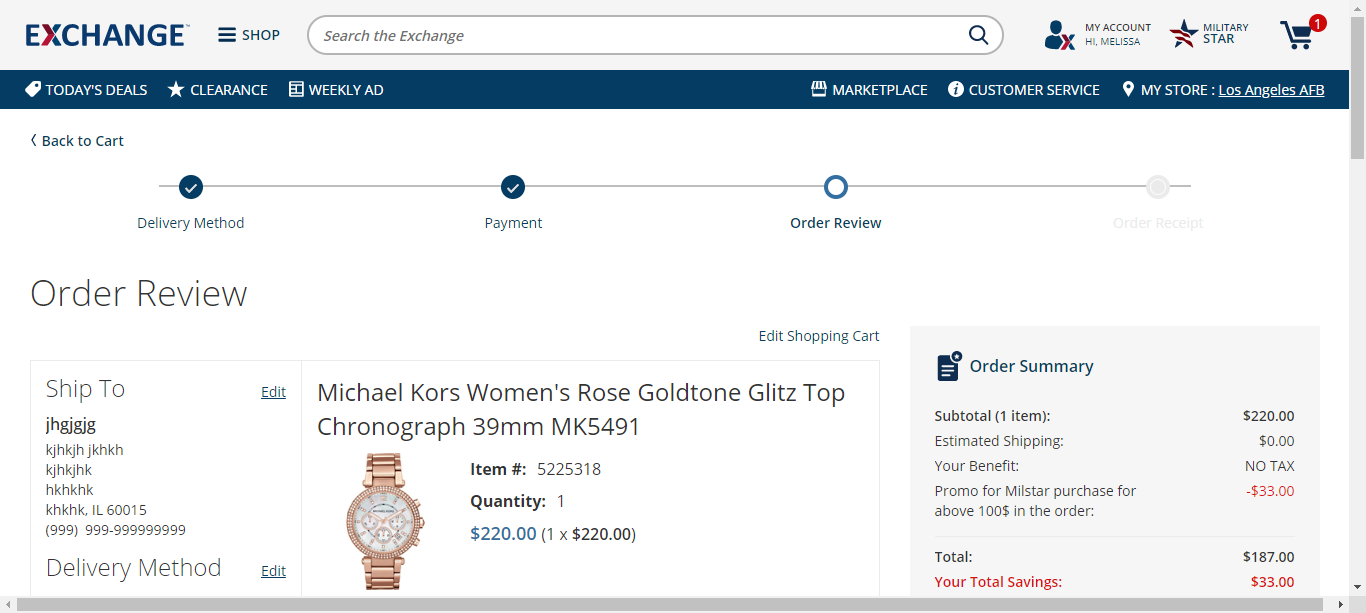 EXCHANGE
SHOP
Search the Exchange
MY ACCOUNT
HI, MELISSA
MILITARY
STAR
1
TODAY'S DEALS
CLEARANCE
WEEKLY AD
MARKETPLACE
CUSTOMER SERVICE
MY STORE : Los Angeles AFB
Back to Cart
Delivery Method
Payment
Order Review
Order Receipt
Order Review
Edit Shopping Cart
Ship To
Edit
jhgjgjg
kjhkjh jkhkh
kjhkjhk
hkhkhk
khkhk, IL 60015
(999) 999-999999999
Delivery Method
Edit
Michael Kors Women's Rose Goldtone Glitz Top
Chronograph 39mm MK5491
Item #: 5225318
Quantity: 1
$220.00 (1 x $220.00)
Order Summary
Subtotal (1 item): $220.00
Estimated Shipping: $0.00
Your Benefit: NO TAX
Promo for Milstar purchase for -$33.00
above 100$ in the order:
Total: $187.00
Your Total Savings: $33.00